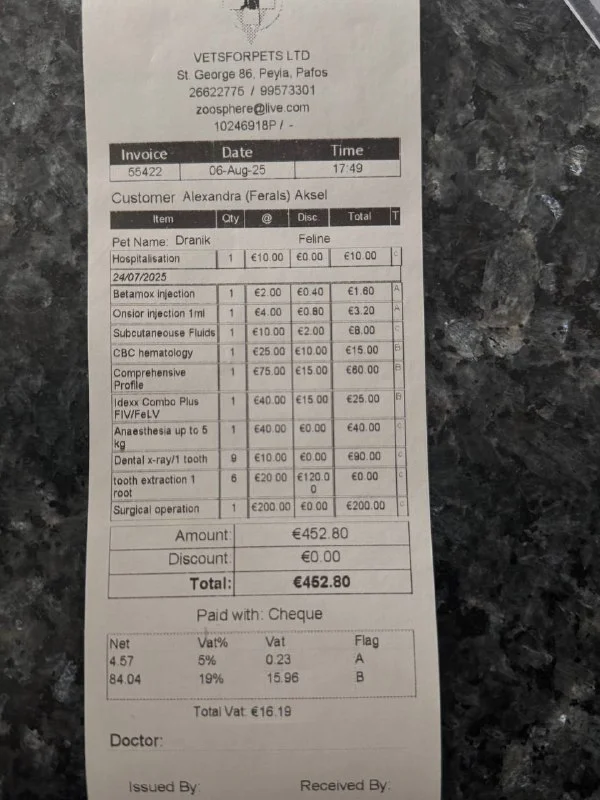 VETSFORPETS LTD
St. George 86, Peyia, Pafos
26622775 / 99573301
zoosphere@live.com
10246918P / -
Invoice Date Time
55422 06-Aug-25 17:49
Customer Alexandra (Ferals) Aksel
Item Qty @ Disc. Total T
Pet Name: Dranik Feline
Hospitalisation 1 €10.00 €0.00 €10.00 C
24/07/2025
Betamox injection 1 €2.00 €0.40 €1.60 A
Onsior injection 1ml 1 €4.00 €0.80 €3.20 A
Subcutaneouse Fluids 1 €10.00 €2.00 €8.00 C
CBC hematology 1 €25.00 €10.00 €15.00 B
Comprehensive
Profile 1 €75.00 €15.00 €60.00 B
Idexx Combo Plus
FIV/FeLV 1 €40.00 €15.00 €25.00 B
Anaesthesia up to 5
kg 1 €40.00 €0.00 €40.00 C
Dental x-ray/1 tooth 9 €10.00 €0.00 €90.00 C
tooth extraction 1
root 6 €20.00 €120.00 €0.00 C
Surgical operation 1 €200.00 €0.00 €200.00 C
Amount: €452.80
Discount: €0.00
Total: €452.80
Paid with: Cheque
Net Vat% Vat Flag
4.57 5% 0.23 A
84.04 19% 15.96 B
Total Vat: €16.19
Doctor:
Issued By: Received By: